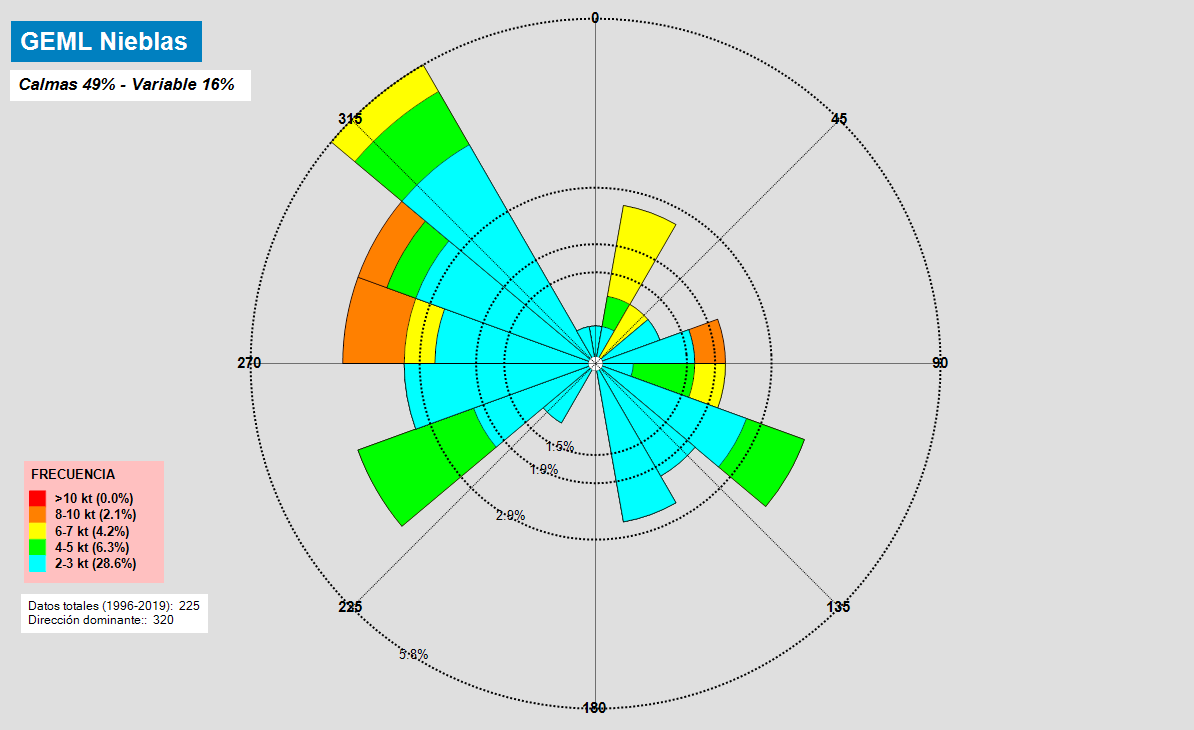 GEML Nieblas
Calmas 49% - Variable 16%
0
315
45
270
90
1.5%
1.9%
2.9%
FRECUENCIA
>10 kt (0.0%)
8-10 kt (2.1%)
6-7 kt (4.2%)
4-5 kt (6.3%)
2-3 kt (28.6%)
225
135
Datos totales (1996-2019): 225
Dirección dominante:: 320
5.8%
180